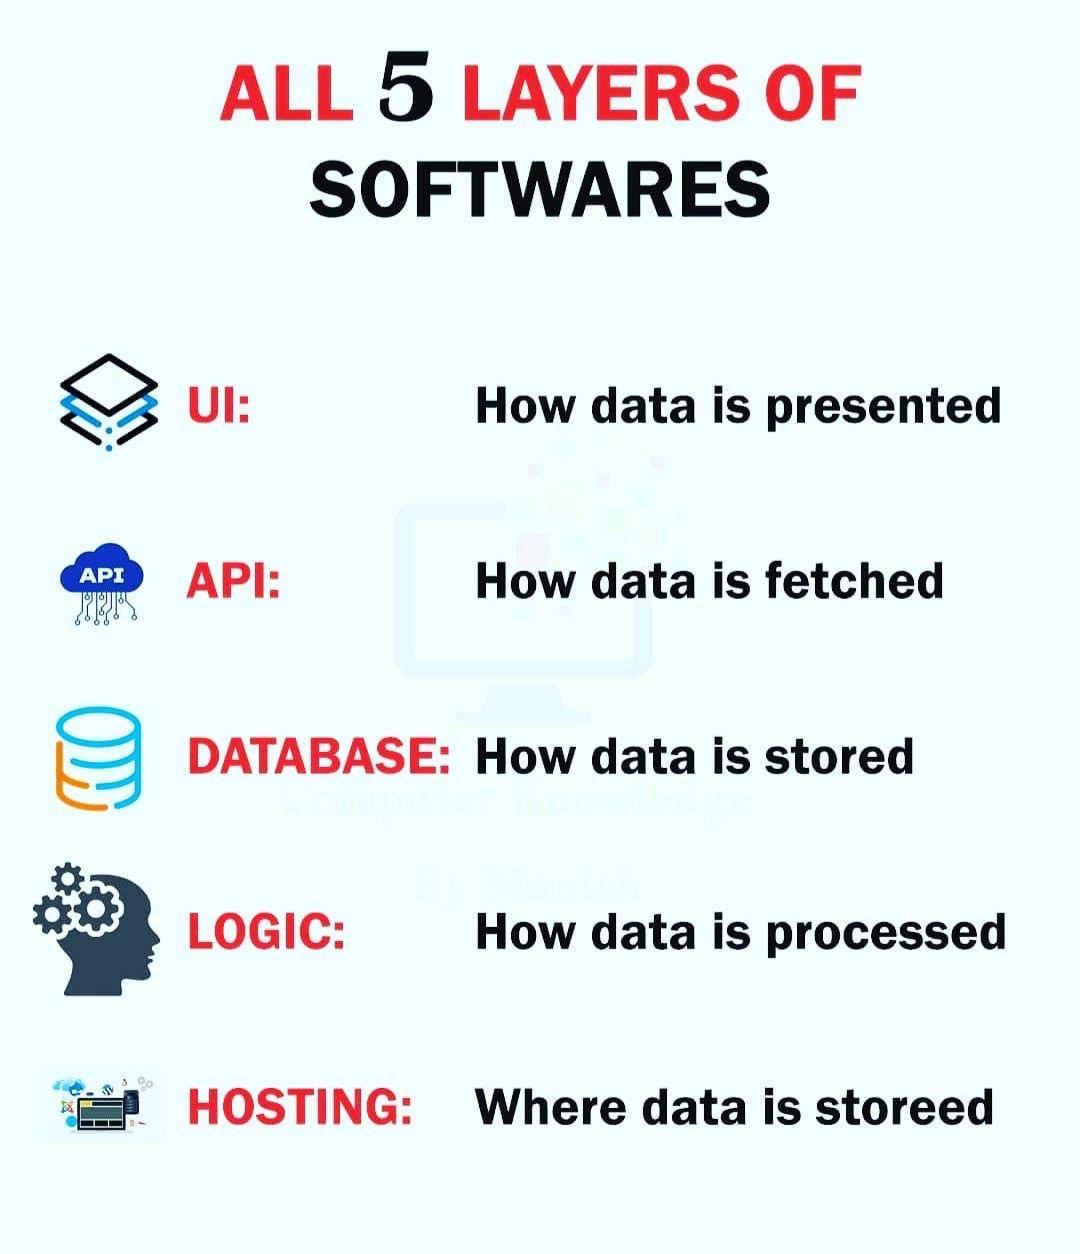 ALL 5 LAYERS OF
SOFTWARES
UI: How data is presented
API API: How data is fetched
DATABASE: How data is stored
Computer Knowledge
By Manish
LOGIC: How data is processed
HOSTING: Where data is storeed